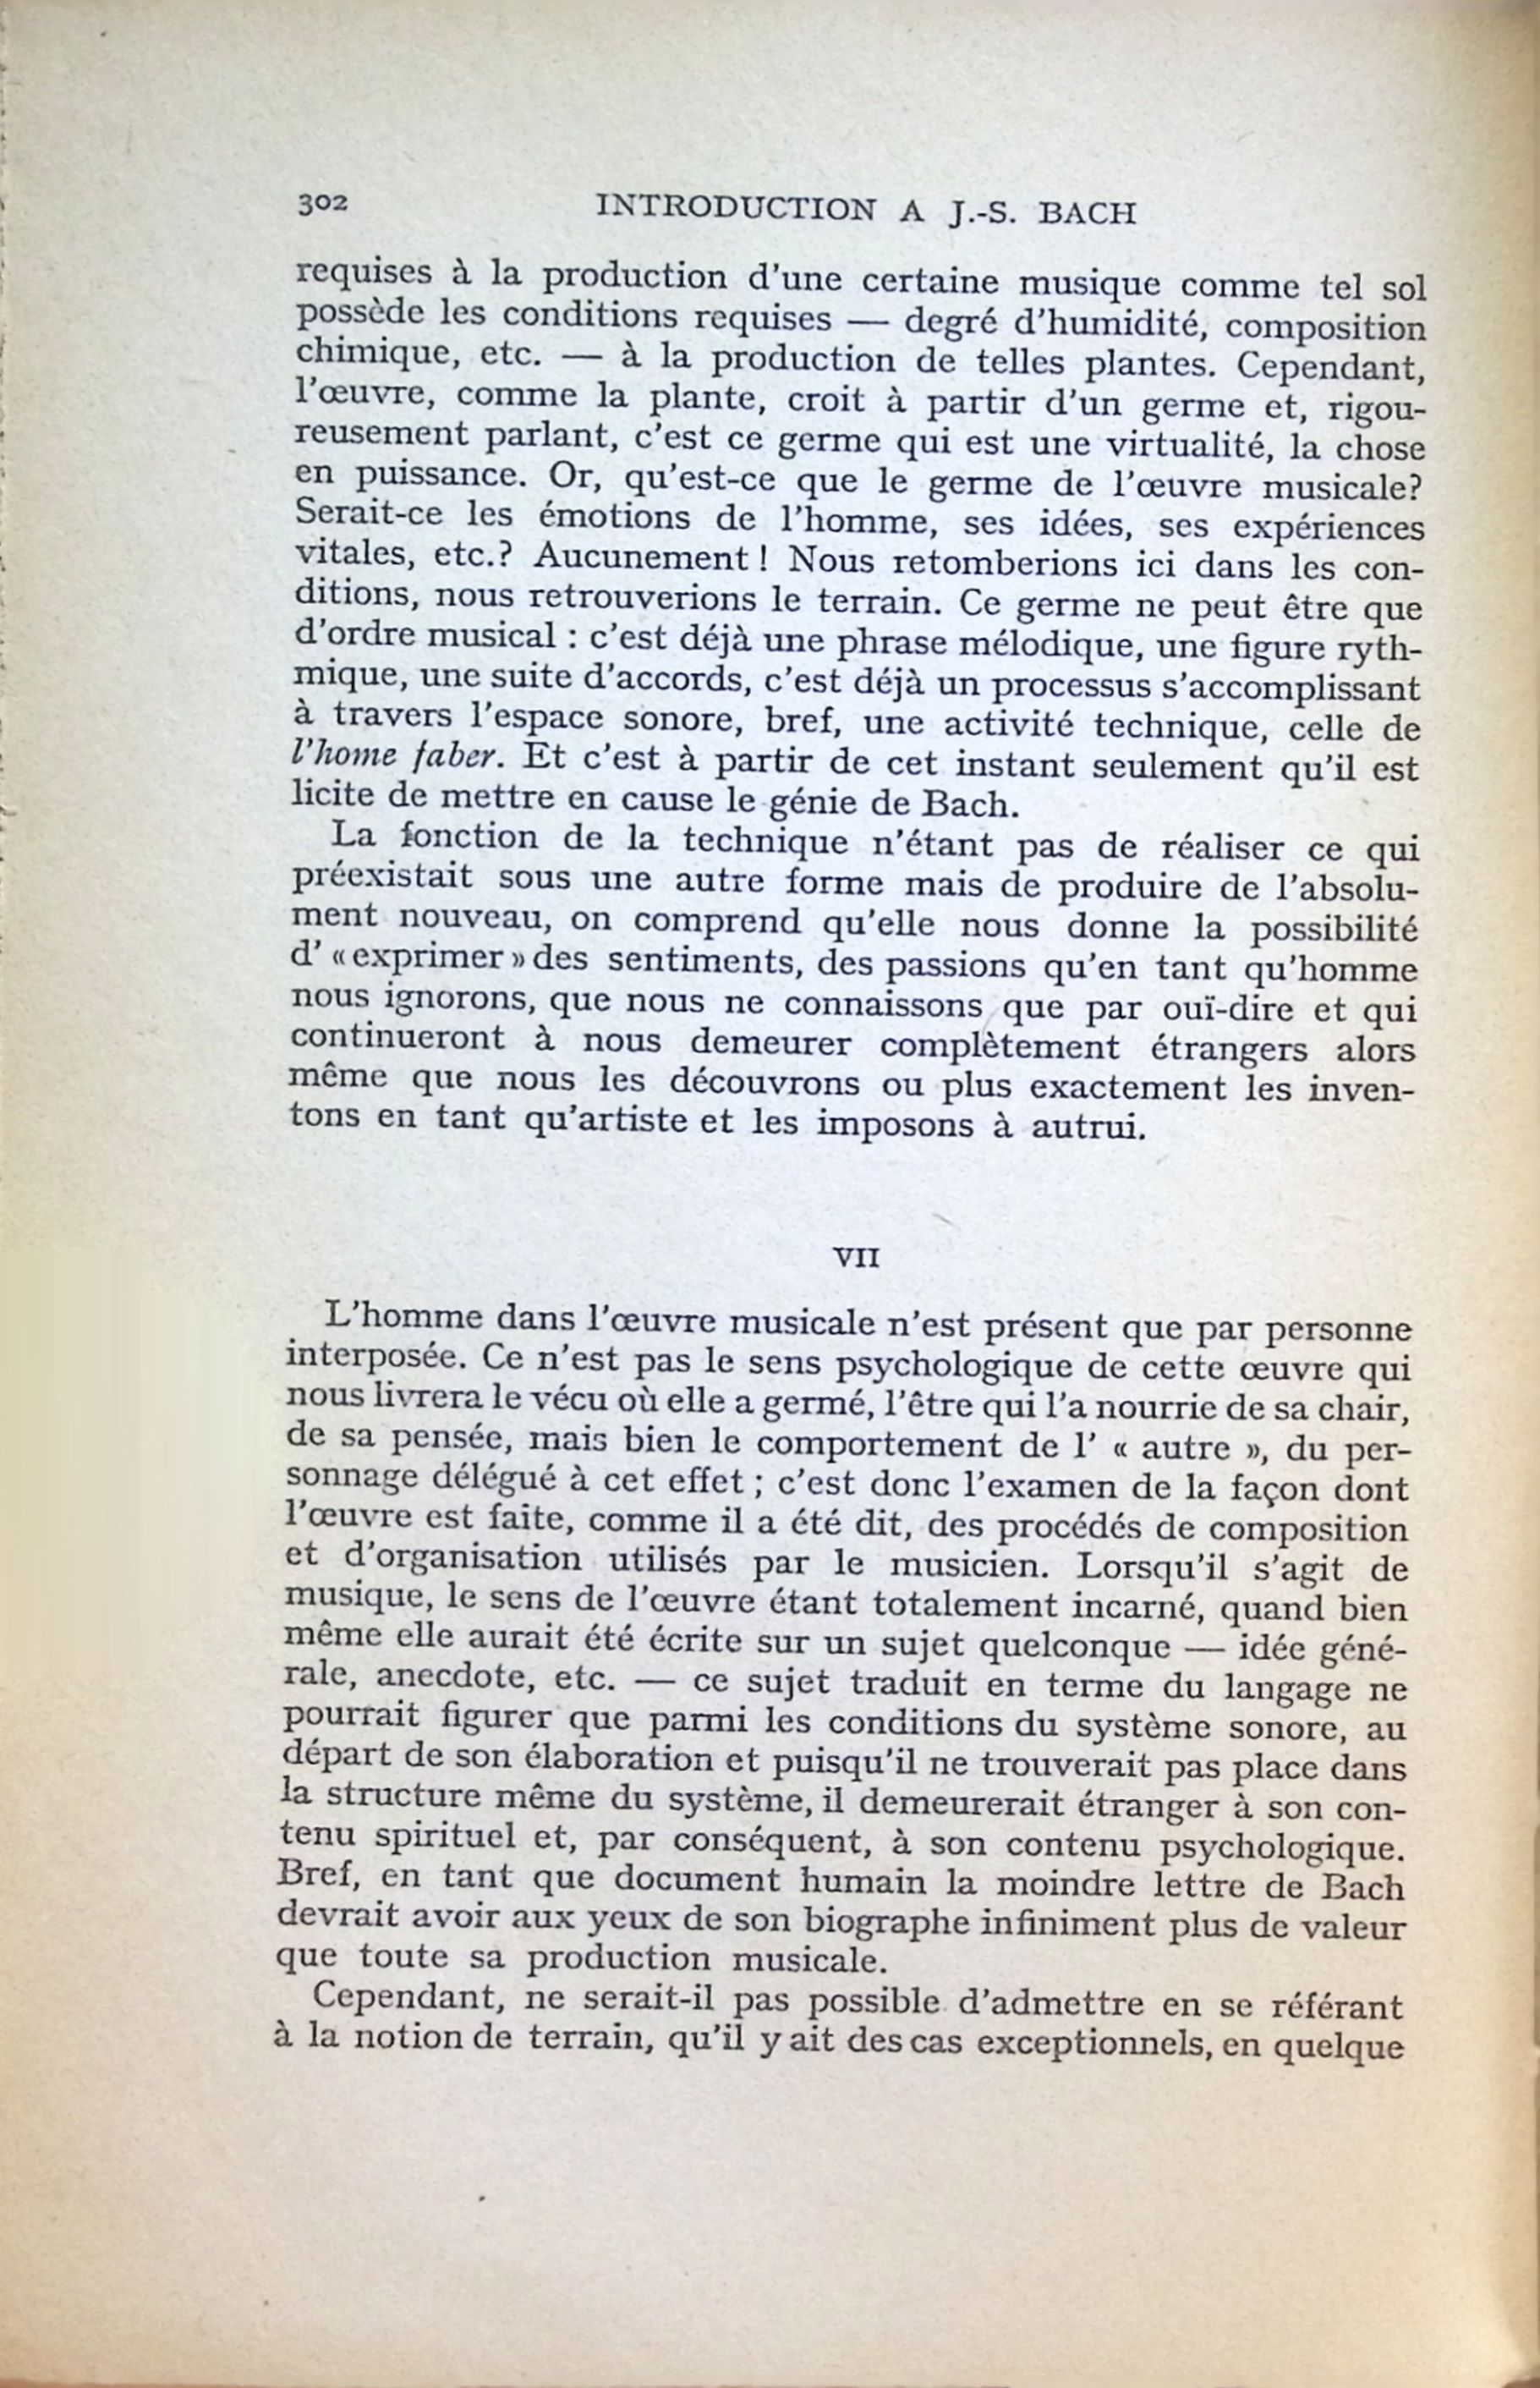 302 INTRODUCTION A J.-S. BACH
requises à la production d'une certaine musique comme tel sol
possède les conditions requises — degré d'humidité, composition
chimique, etc. — à la production de telles plantes. Cependant,
l'œuvre, comme la plante, croit à partir d'un germe et, rigou-
reusement parlant, c'est ce germe qui est une virtualité, la chose
en puissance. Or, qu'est-ce que le germe de l'œuvre musicale?
Serait-ce les émotions de l'homme, ses idées, ses expériences
vitales, etc.? Aucunement ! Nous retomberions ici dans les con-
ditions, nous retrouverions le terrain. Ce germe ne peut être que
d'ordre musical : c'est déjà une phrase mélodique, une figure ryth-
mique, une suite d'accords, c'est déjà un processus s'accomplissant
à travers l'espace sonore, bref, une activité technique, celle de
l'home faber. Et c'est à partir de cet instant seulement qu'il est
licite de mettre en cause le génie de Bach.
La fonction de la technique n'étant pas de réaliser ce qui
préexistait sous une autre forme mais de produire de l'absolu-
ment nouveau, on comprend qu'elle nous donne la possibilité
d' « exprimer » des sentiments, des passions qu'en tant qu'homme
nous ignorons, que nous ne connaissons que par ouï-dire et qui
continueront à nous demeurer complètement étrangers alors
même que nous les découvrons ou plus exactement les inven-
tons en tant qu'artiste et les imposons à autrui.
VII
L'homme dans l'œuvre musicale n'est présent que par personne
interposée. Ce n'est pas le sens psychologique de cette œuvre qui
nous livrera le vécu où elle a germé, l'être qui l'a nourrie de sa chair,
de sa pensée, mais bien le comportement de l' « autre », du per-
sonnage délégué à cet effet ; c'est donc l'examen de la façon dont
l'œuvre est faite, comme il a été dit, des procédés de composition
et d'organisation utilisés par le musicien. Lorsqu'il s'agit de
musique, le sens de l'œuvre étant totalement incarné, quand bien
même elle aurait été écrite sur un sujet quelconque — idée géné-
rale, anecdote, etc. — ce sujet traduit en terme du langage ne
pourrait figurer que parmi les conditions du système sonore, au
départ de son élaboration et puisqu'il ne trouverait pas place dans
la structure même du système, il demeurerait étranger à son con-
tenu spirituel et, par conséquent, à son contenu psychologique.
Bref, en tant que document humain la moindre lettre de Bach
devrait avoir aux yeux de son biographe infiniment plus de valeur
que toute sa production musicale.
Cependant, ne serait-il pas possible d'admettre en se référant
à la notion de terrain, qu'il y ait des cas exceptionnels, en quelque